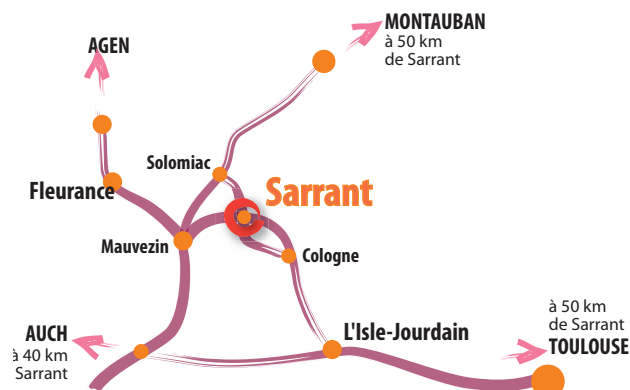 MONTAUBAN
à 50 km
de Sarrant
AGEN
Solomiac
Fleurance
Sarrant
Mauvezin
Cologne
AUCH
à 40 km
Sarrant
L'Isle-Jourdain
à 50 km
de Sarrant
TOULOUSE